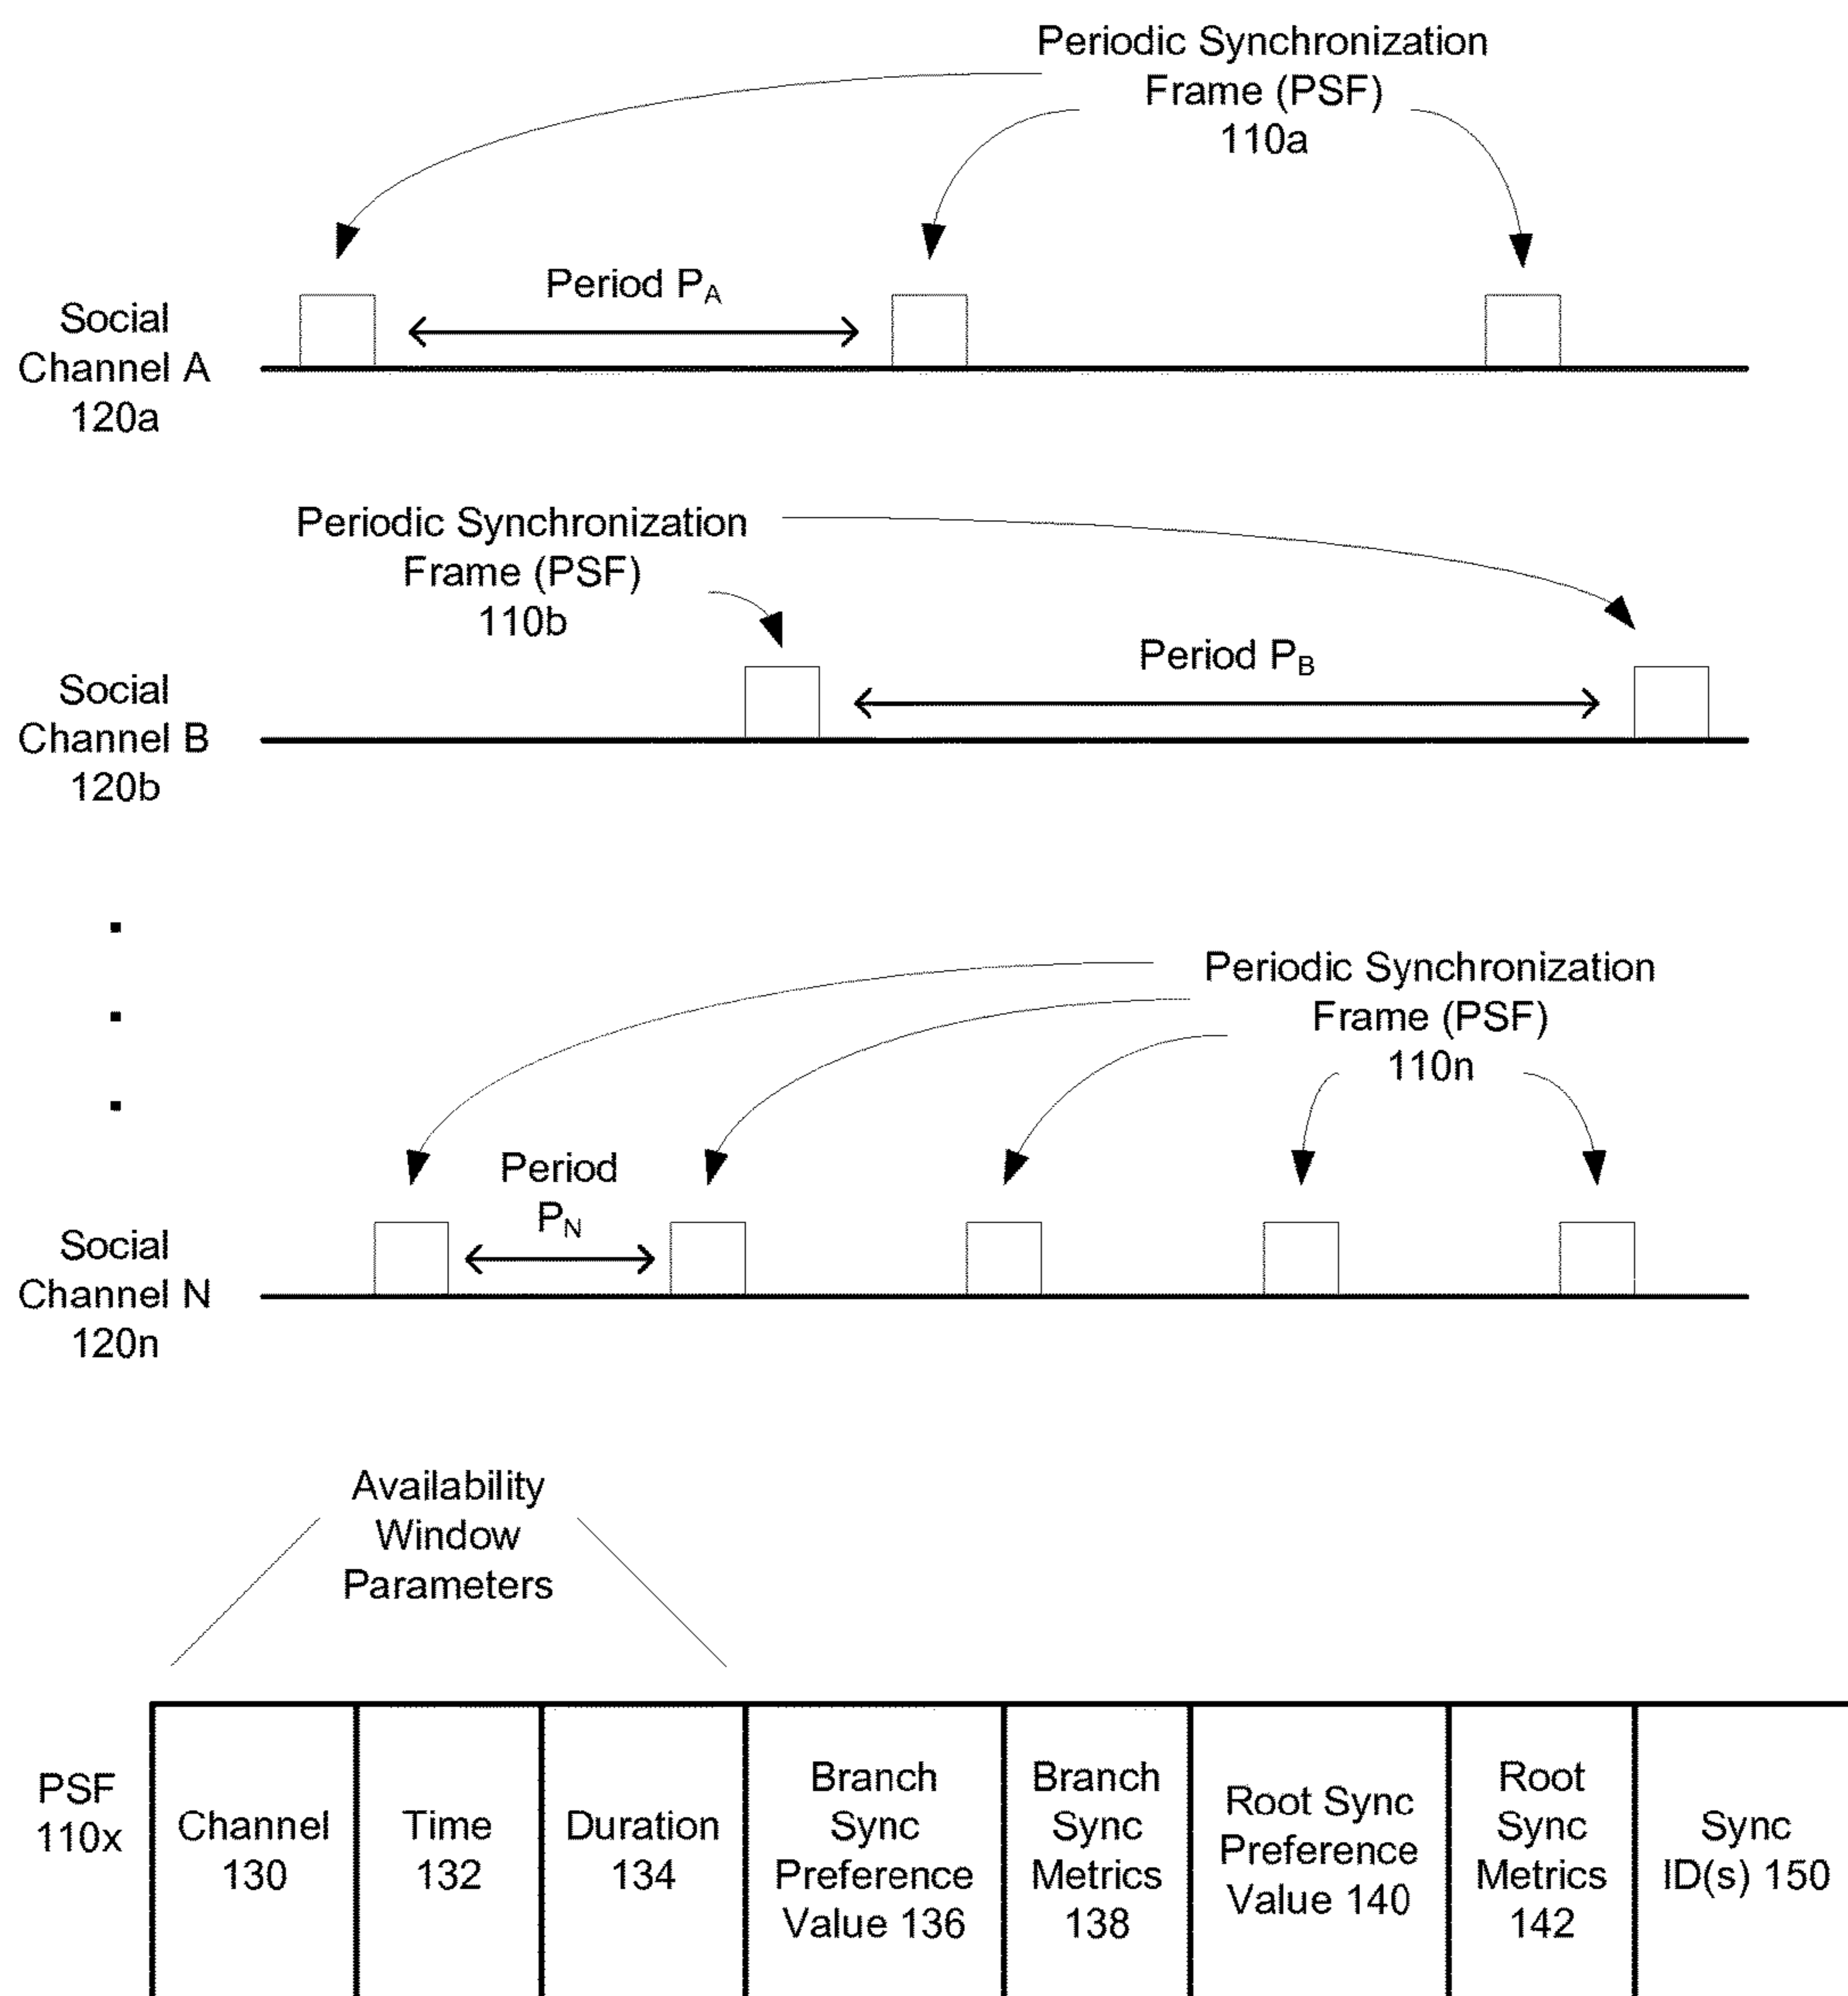 Periodic Synchronization
Frame (PSF)
110a
Period PA
Social
Channel A
120a
Periodic Synchronization
Frame (PSF)
110b
Period PB
Social
Channel B
120b
Periodic Synchronization
Frame (PSF)
110n
Period
PN
Social
Channel N
120n
Availability
Window
Parameters
PSF
110x
Channel
130
Time
132
Duration
134
Branch
Sync
Preference
Value 136
Branch
Sync
Metrics
138
Root Sync
Preference
Value 140
Root
Sync
Metrics
142
Sync
ID(s) 150